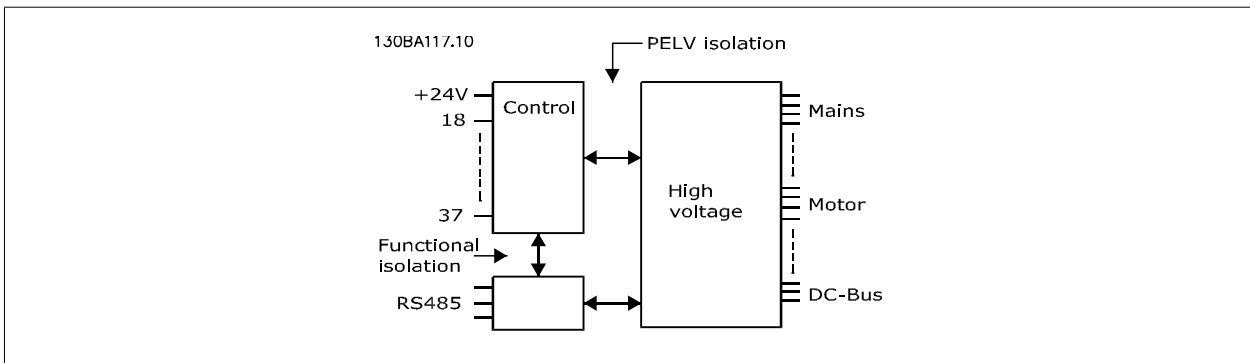 130BA117.10
PELV isolation
+24V
Control
18
Mains
High
voltage
37
Motor
Functional
isolation
RS485
DC-Bus